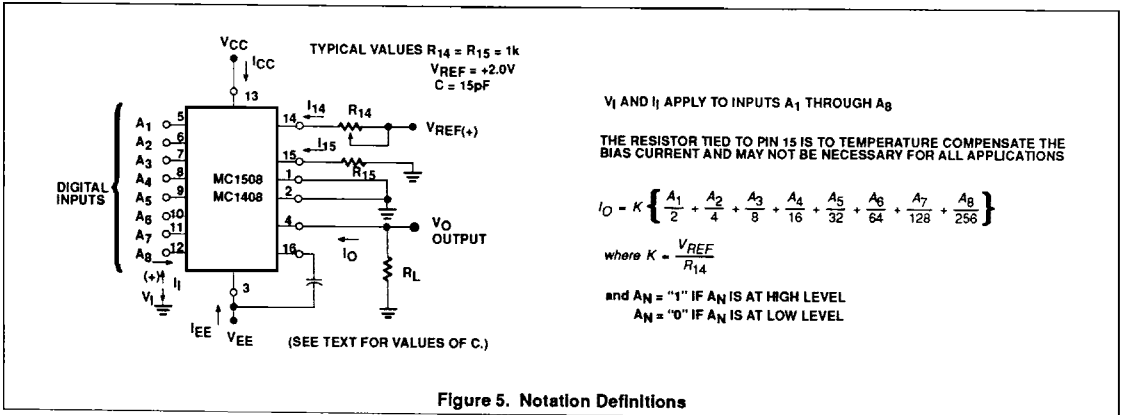 TYPICAL VALUES R14 = R15 = 1k
VREF = +2.0V
C = 15pF
VCC
ICC
13
DIGITAL
INPUTS
A1 5
A2 6
A3 7
A4 8
A5 9
A6 10
A7 11
A8 12
(+)
II
VI
MC1508
MC1408
14
I14
R14
VREF(+)
15
I15
R15
1
2
4
VO
OUTPUT
IO
16
RL
3
IEE
VEE
(SEE TEXT FOR VALUES OF C.)
VI AND II APPLY TO INPUTS A1 THROUGH A8
THE RESISTOR TIED TO PIN 15 IS TO TEMPERATURE COMPENSATE THE
BIAS CURRENT AND MAY NOT BE NECESSARY FOR ALL APPLICATIONS
IO = K { A1/2 + A2/4 + A3/8 + A4/16 + A5/32 + A6/64 + A7/128 + A8/256 }
where K = VREF/R14
and AN = "1" IF AN IS AT HIGH LEVEL
AN = "0" IF AN IS AT LOW LEVEL
Figure 5. Notation Definitions